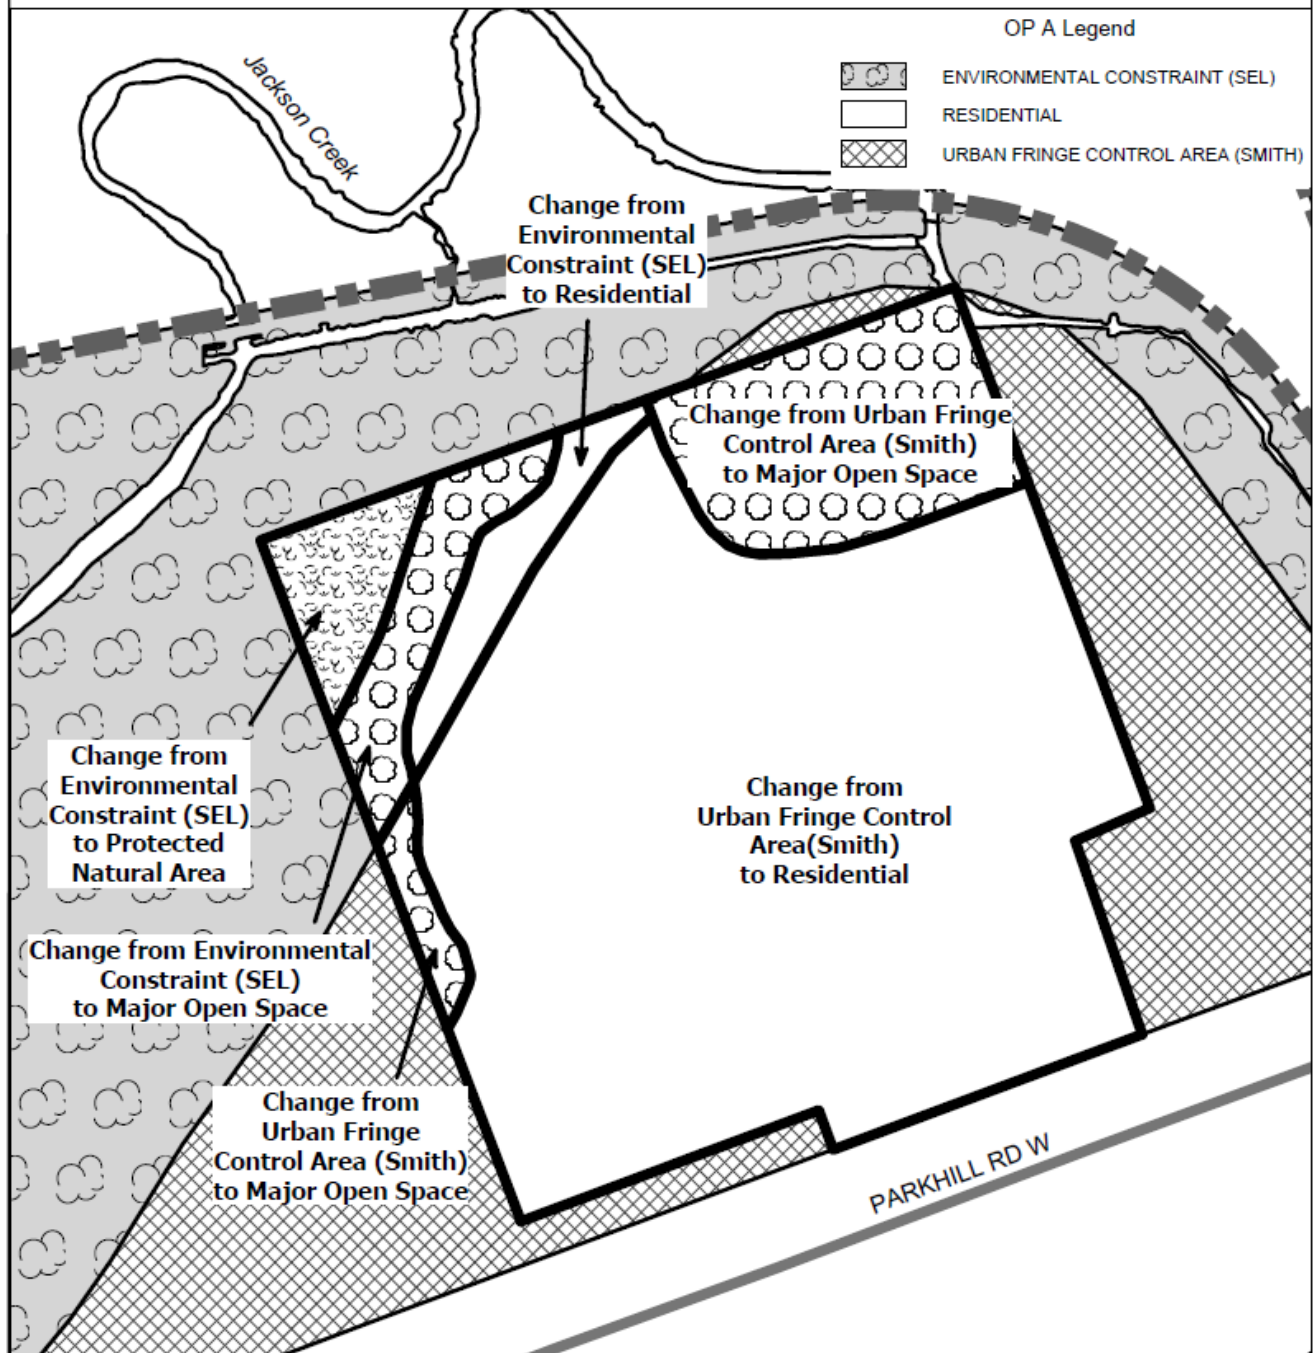 OP A Legend
ENVIRONMENTAL CONSTRAINT (SEL)
RESIDENTIAL
URBAN FRINGE CONTROL AREA (SMITH)
Jackson Creek
Change from
Environmental
Constraint (SEL)
to Residential
Change from Urban Fringe
Control Area (Smith)
to Major Open Space
Change from
Environmental
Constraint (SEL)
to Protected
Natural Area
Change from
Urban Fringe Control
Area(Smith)
to Residential
Change from Environmental
Constraint (SEL)
to Major Open Space
Change from
Urban Fringe
Control Area (Smith)
to Major Open Space
PARKHILL RD W